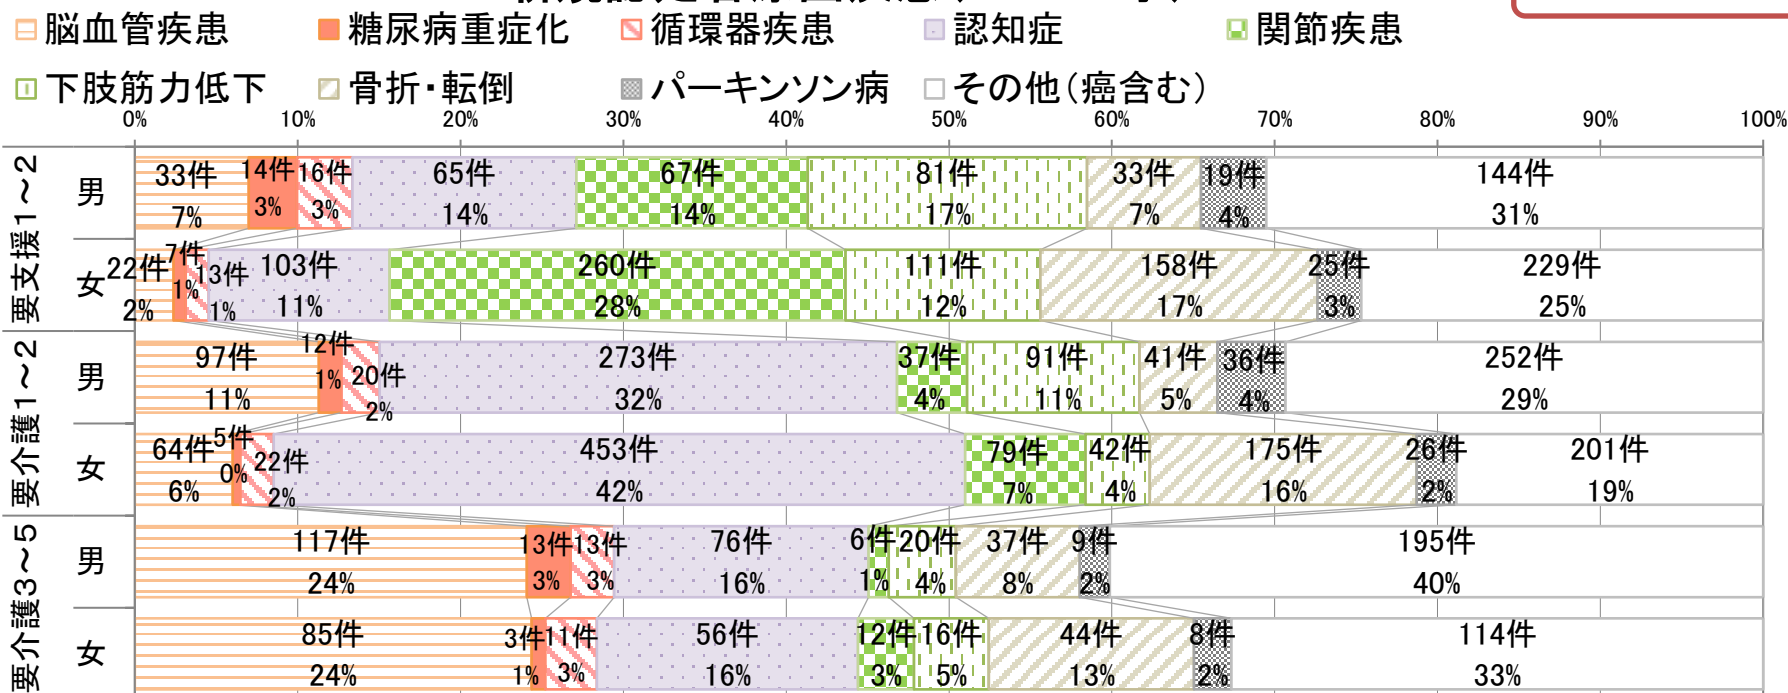 脳血管疾患 糖尿病重症化 循環器疾患 認知症 関節疾患
下肢筋力低下 骨折・転倒 パーキンソン病 その他（癌含む）
0% 10% 20% 30% 40% 50% 60% 70% 80% 90% 100%
要支援1～2
男
33件 14件 16件 65件 67件 81件 33件 19件 144件
7% 3% 3% 14% 14% 17% 7% 4% 31%
女
22件 7件 13件 103件 260件 111件 158件 25件 229件
2% 1% 1% 11% 28% 12% 17% 3% 25%
要介護1～2
男
97件 12件 20件 273件 37件 91件 41件 36件 252件
11% 1% 2% 32% 4% 11% 5% 4% 29%
女
64件 5件 22件 453件 79件 42件 175件 26件 201件
6% 0% 2% 42% 7% 4% 16% 2% 19%
要介護3～5
男
117件 13件 13件 76件 6件 20件 37件 9件 195件
24% 3% 3% 16% 1% 4% 8% 2% 40%
女
85件 3件 11件 56件 12件 16件 44件 8件 114件
24% 1% 3% 16% 3% 5% 13% 2% 33%